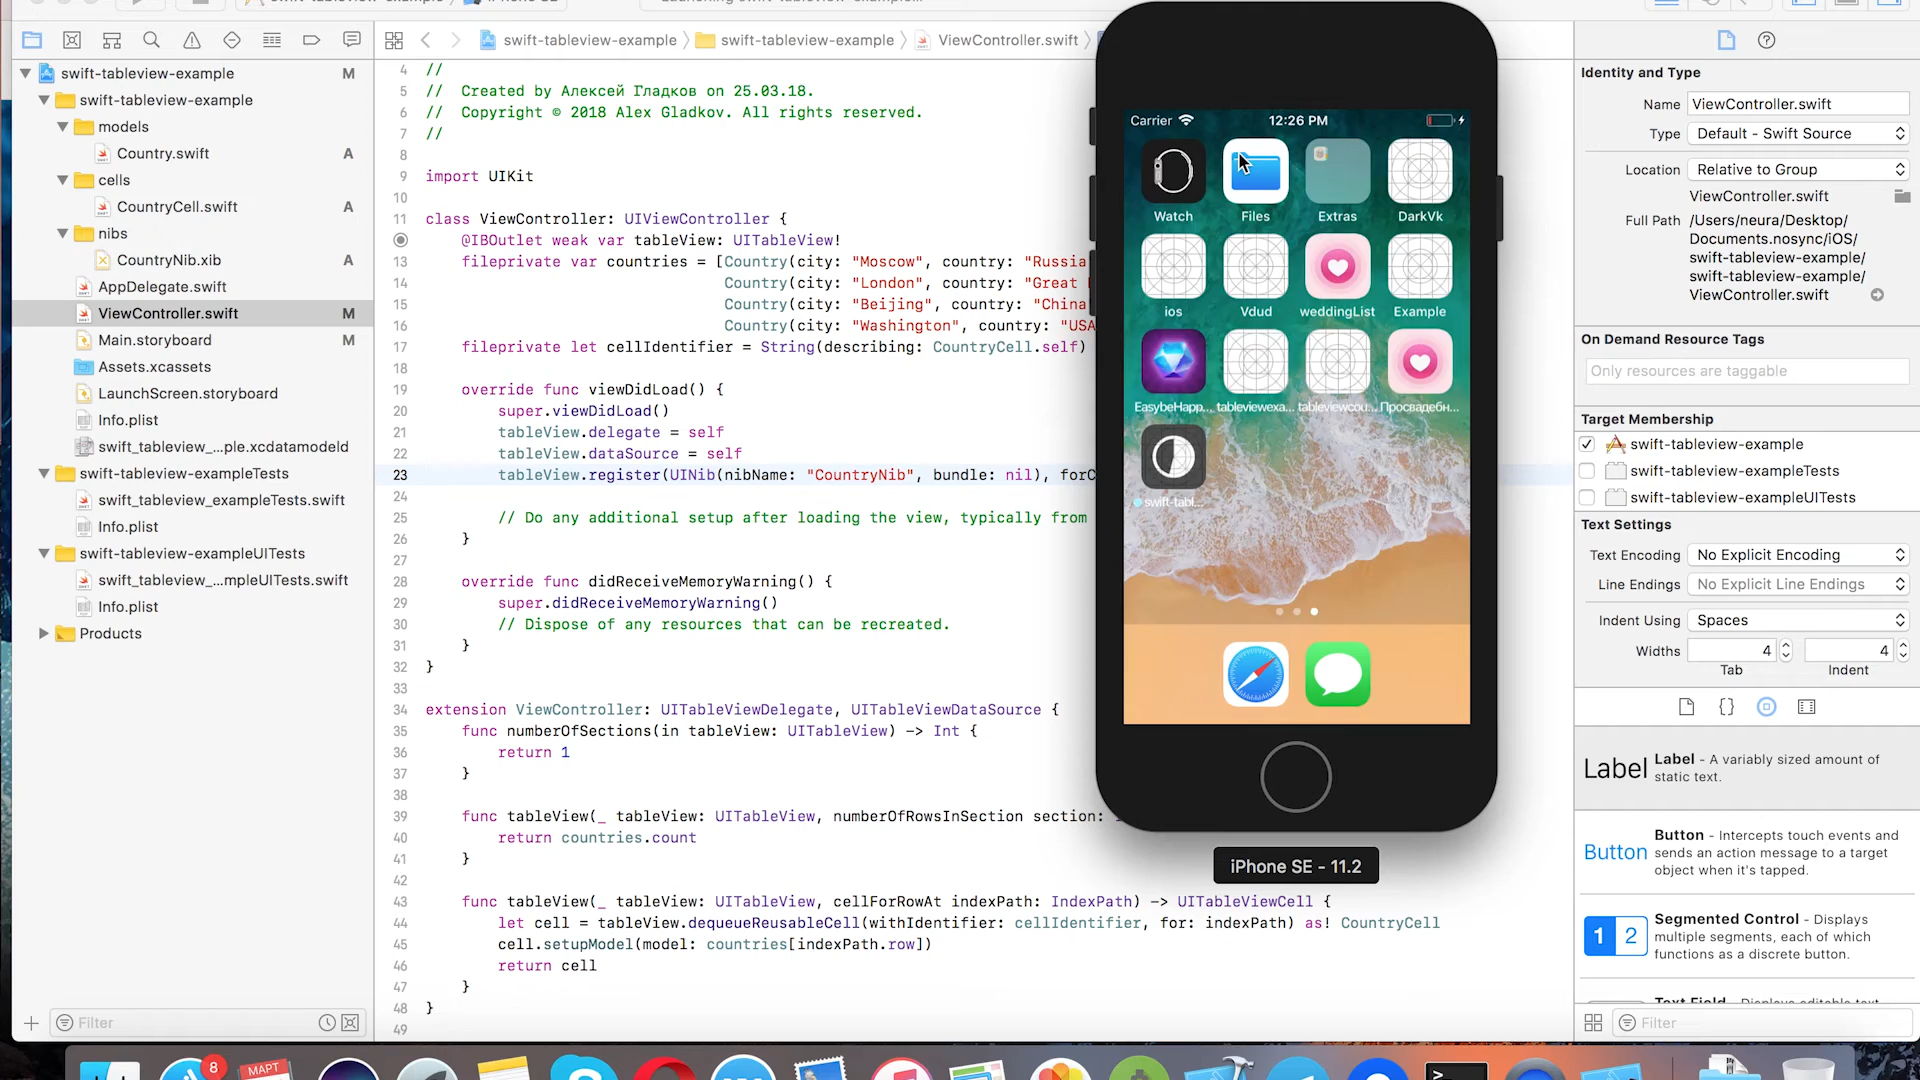 swift-tableview-example
swift-tableview-example
ViewController.swift
swift-tableview-example M
swift-tableview-example
models
Country.swift A
cells
CountryCell.swift A
nibs
CountryNib.xib A
AppDelegate.swift
ViewController.swift M
Main.storyboard M
Assets.xcassets
LaunchScreen.storyboard
Info.plist
swift_tableview_...ple.xcdatamodeld
swift-tableview-exampleTests
swift_tableview_exampleTests.swift
Info.plist
swift-tableview-exampleUITests
swift_tableview_...mpleUITests.swift
Info.plist
Products
Filter
4 //
5 // Created by Алексей Гладков on 25.03.18.
6 // Copyright © 2018 Alex Gladkov. All rights reserved.
7 //
8
9 import UIKit
10
11 class ViewController: UIViewController {
@IBOutlet weak var tableView: UITableView!
13 fileprivate var countries = [Country(city: "Moscow", country: "Russia
14 Country(city: "London", country: "Great
15 Country(city: "Beijing", country: "China
16 Country(city: "Washington", country: "USA
17 fileprivate let cellIdentifier = String(describing: CountryCell.self)
18
19 override func viewDidLoad() {
20 super.viewDidLoad()
21 tableView.delegate = self
22 tableView.dataSource = self
23 tableView.register(UINib(nibName: "CountryNib", bundle: nil), forC
24
25 // Do any additional setup after loading the view, typically from
26 }
27
28 override func didReceiveMemoryWarning() {
29 super.didReceiveMemoryWarning()
30 // Dispose of any resources that can be recreated.
31 }
32 }
33
34 extension ViewController: UITableViewDelegate, UITableViewDataSource {
35 func numberOfSections(in tableView: UITableView) -> Int {
36 return 1
37 }
38
39 func tableView(_ tableView: UITableView, numberOfRowsInSection section:
40 return countries.count
41 }
42
43 func tableView(_ tableView: UITableView, cellForRowAt indexPath: IndexPath) -> UITableViewCell {
44 let cell = tableView.dequeueReusableCell(withIdentifier: cellIdentifier, for: indexPath) as! CountryCell
45 cell.setupModel(model: countries[indexPath.row])
46 return cell
47 }
48 }
49
Carrier 12:26 PM
Watch Files Extras DarkVk
ios Vdud weddingList Example
EasybeHapp... tableviewexa... tableviewcou... Просвадебн...
swift-tabl...
iPhone SE - 11.2
Identity and Type
Name ViewController.swift
Type Default - Swift Source
Location Relative to Group
ViewController.swift
Full Path /Users/neura/Desktop/
Documents.nosync/iOS/
swift-tableview-example/
swift-tableview-example/
ViewController.swift
On Demand Resource Tags
Only resources are taggable
Target Membership
swift-tableview-example
swift-tableview-exampleTests
swift-tableview-exampleUITests
Text Settings
Text Encoding No Explicit Encoding
Line Endings No Explicit Line Endings
Indent Using Spaces
Widths 4 4
Tab Indent
Label Label - A variably sized amount of
static text.
Button Button - Intercepts touch events and
sends an action message to a target
object when it's tapped.
1 2 Segmented Control - Displays
multiple segments, each of which
functions as a discrete button.
Filter
8
МАРТ